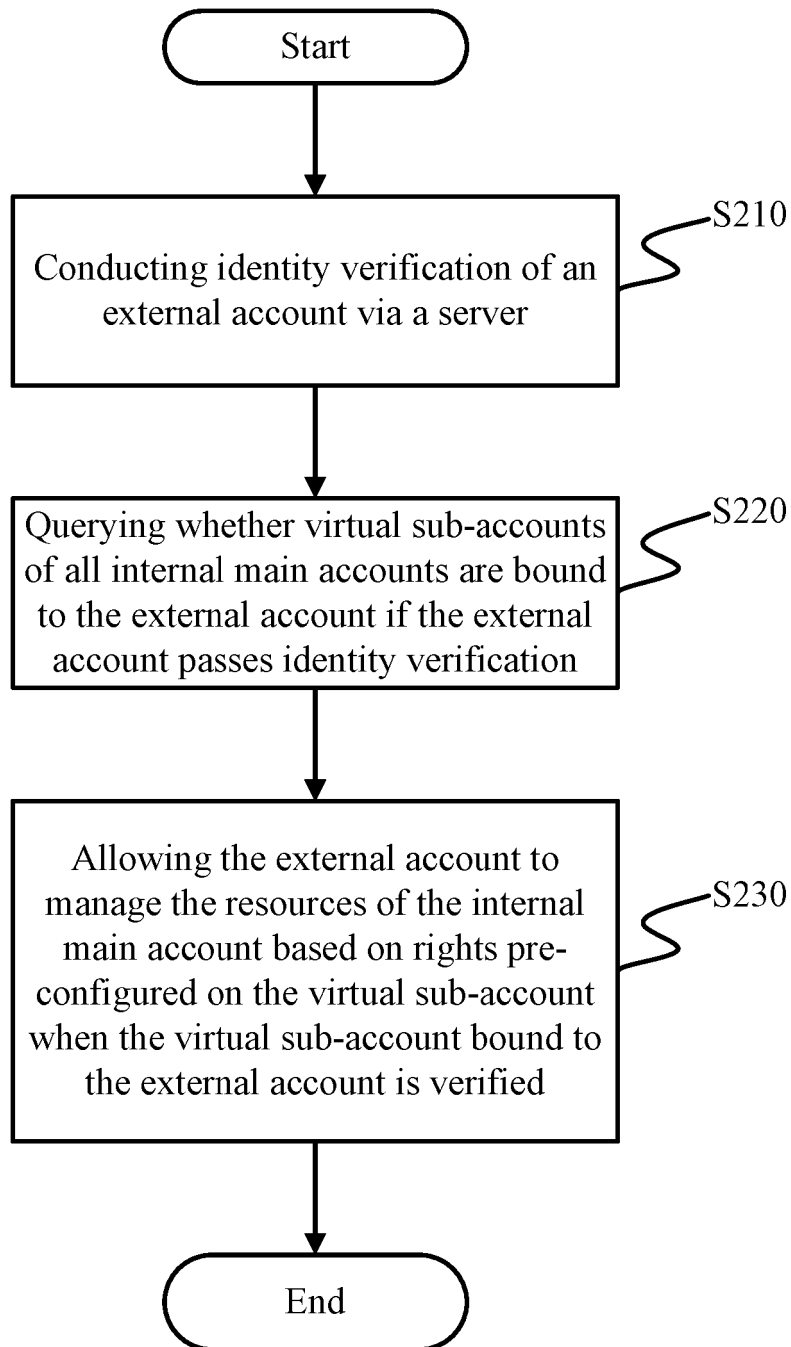 Start
S210
Conducting identity verification of an
external account via a server
S220
Querying whether virtual sub-accounts
of all internal main accounts are bound
to the external account if the external
account passes identity verification
S230
Allowing the external account to
manage the resources of the internal
main account based on rights pre-
configured on the virtual sub-account
when the virtual sub-account bound to
the external account is verified
End